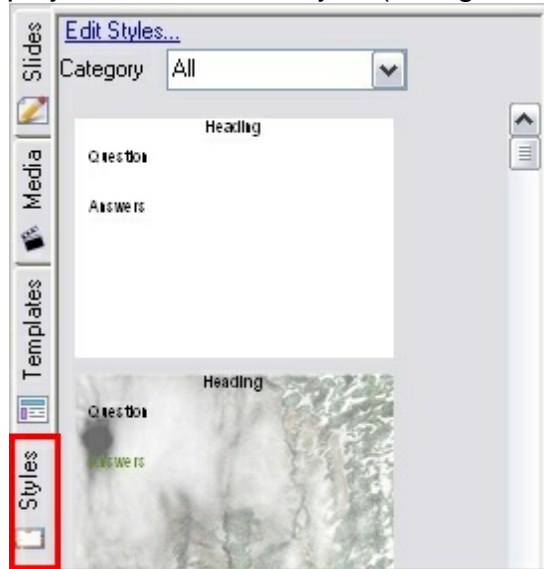 Edit Styles...
Category All
Slides
Media
Templates
Styles
Heading
Question
Answers
Heading
Question
Answers